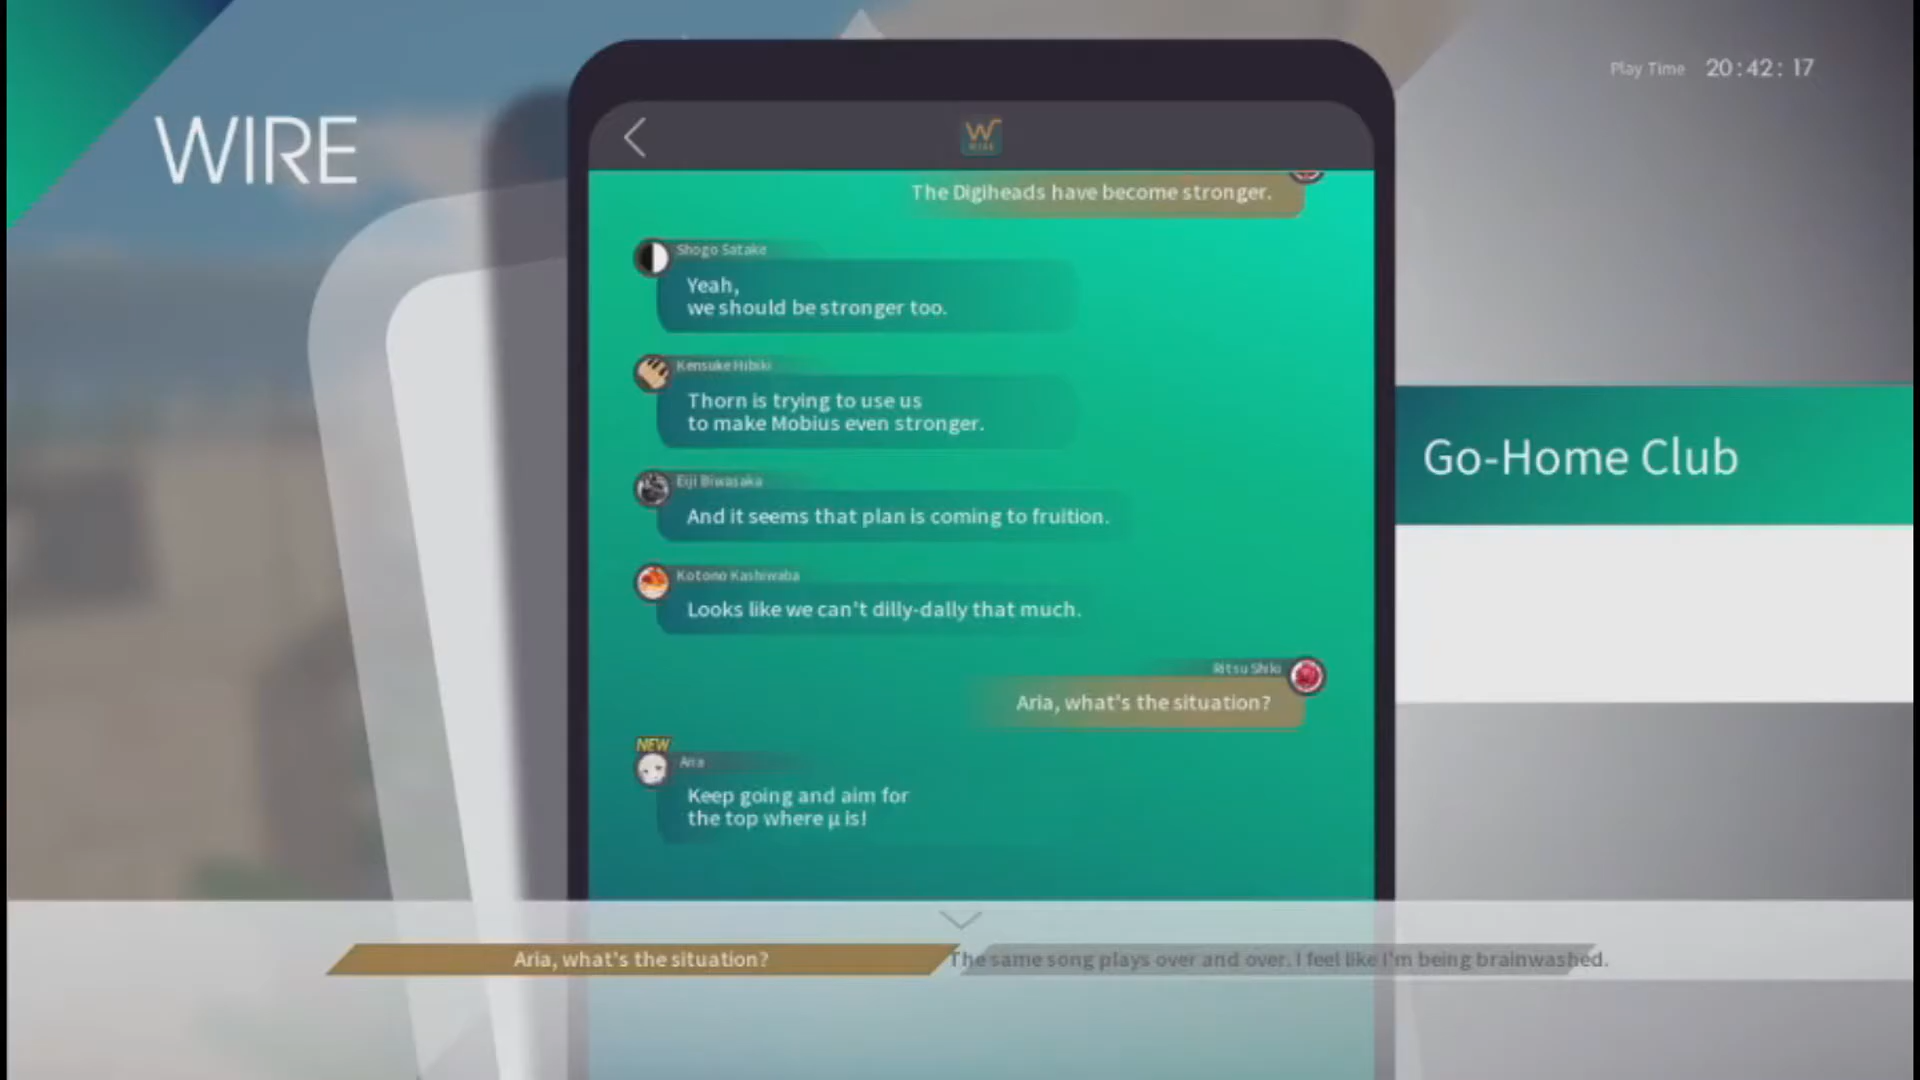 Play Time 20:42:17
WIRE
W
WIRE
The Digiheads have become stronger.
Shogo Satake
Yeah,
we should be stronger too.
Kensuke Hibiki
Thorn is trying to use us
to make Mobius even stronger.
Eiji Biwasaka
And it seems that plan is coming to fruition.
Go-Home Club
Kotono Kashiwaba
Looks like we can't dilly-dally that much.
Ritsu Shiki
Aria, what's the situation?
NEW
Aria
Keep going and aim for
the top where μ is!
Aria, what's the situation?
The same song plays over and over. I feel like I'm being brainwashed.